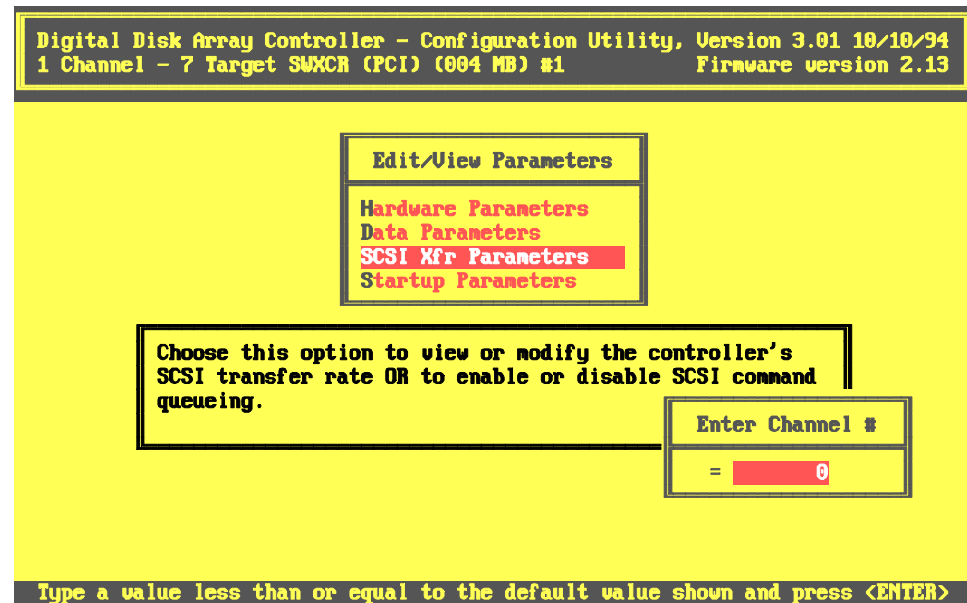 Digital Disk Array Controller - Configuration Utility, Version 3.01 10/10/94
1 Channel - 7 Target SWXCR (PCI) (004 MB) #1 Firmware version 2.13
Edit/View Parameters
Hardware Parameters
Data Parameters
SCSI Xfr Parameters
Startup Parameters
Choose this option to view or modify the controller's
SCSI transfer rate OR to enable or disable SCSI command
queueing.
Enter Channel #
= 0
Type a value less than or equal to the default value shown and press <ENTER>